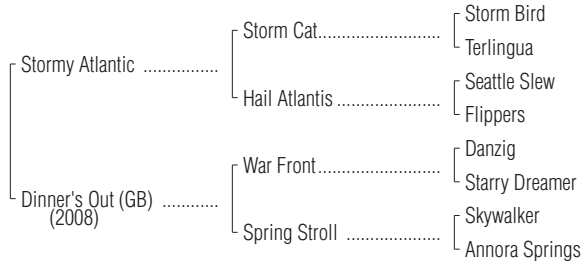 Storm Bird
Storm Cat....................
Terlingua
Stormy Atlantic ...............
Seattle Slew
Hail Atlantis .................
Flippers
Danzig
War Front....................
Starry Dreamer
Dinner's Out (GB) ...........
(2008)
Skywalker
Spring Stroll ...............
Annora Springs